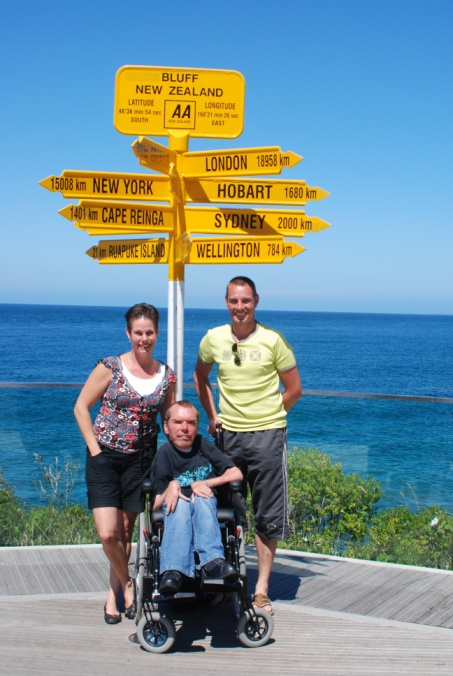 BLUFF
NEW ZEALAND
LATITUDE
46°36 min 54 sec
SOUTH
AA
NEW ZEALAND
LONGITUDE
168°21 min 26 sec
EAST
LONDON 18958 km
15008 km NEW YORK
HOBART 1680 km
1401 km CAPE REINGA
SYDNEY 2000 km
km RUAPUKE ISLAND
WELLINGTON 784 km